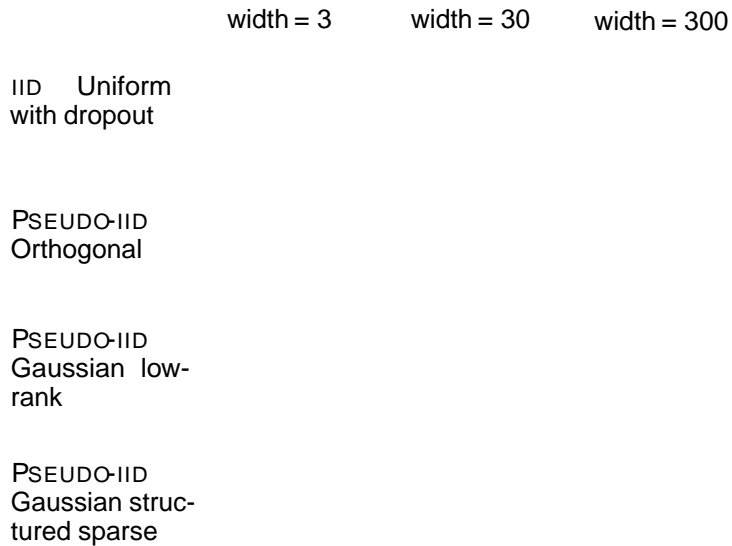 width = 3 width = 30 width = 300
IID Uniform
with dropout
PSEUDO-IID
Orthogonal
PSEUDO-IID
Gaussian low-
rank
PSEUDO-IID
Gaussian struc-
tured sparse